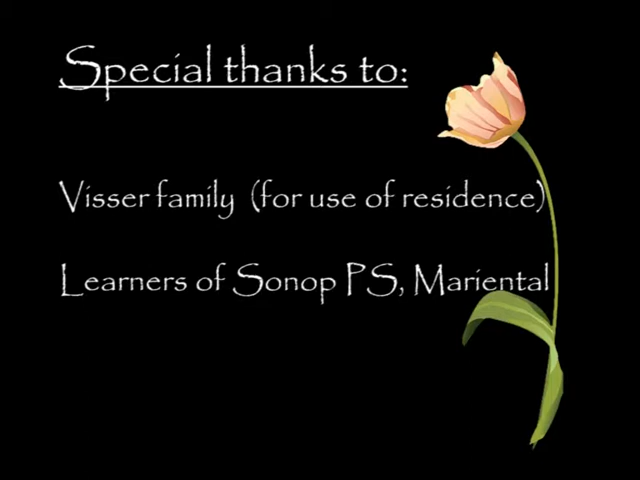 Special thanks to:
Visser family (for use of residence)
Learners of Sonop PS, Mariental